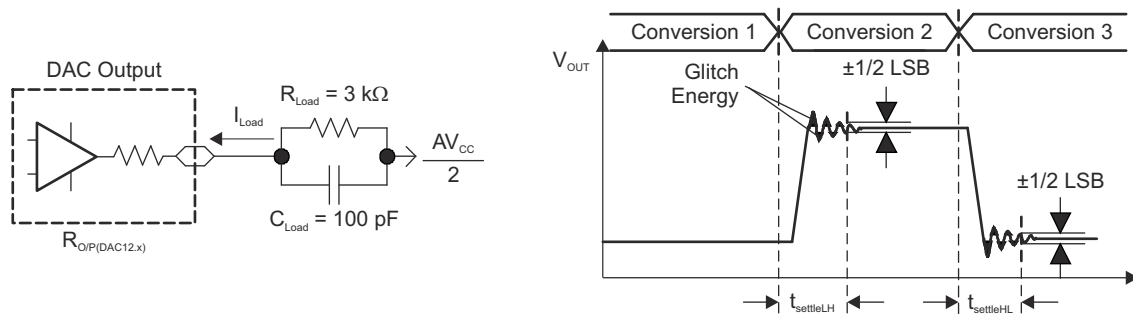 DAC Output
R_Load = 3 kΩ
I_Load
AV_CC
2
C_Load = 100 pF
R_O/P(DAC12.x)
Conversion 1
Conversion 2
Conversion 3
V_OUT
Glitch
Energy
±1/2 LSB
±1/2 LSB
t_settleLH
t_settleHL